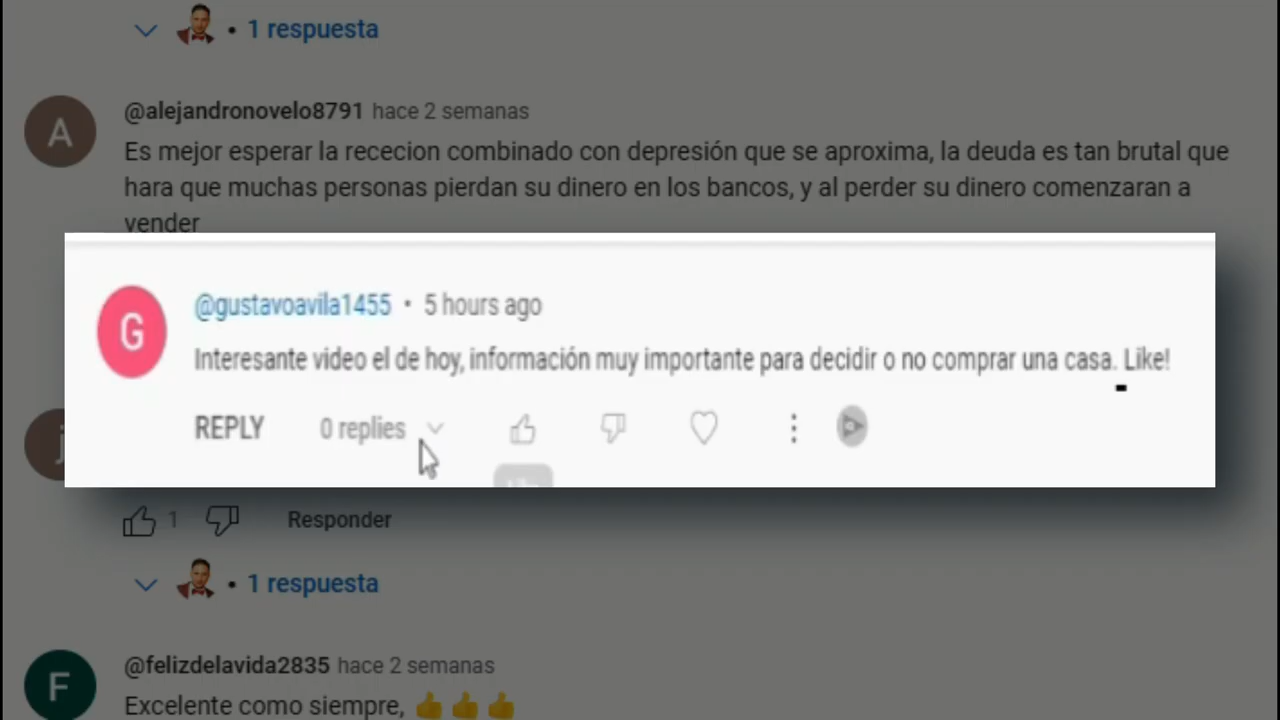 • 1 respuesta
A
@alejandronovelo8791 hace 2 semanas
Es mejor esperar la rececion combinado con depresión que se aproxima, la deuda es tan brutal que
hara que muchas personas pierdan su dinero en los bancos, y al perder su dinero comenzaran a
vender
G
@gustavoavila1455 • 5 hours ago
Interesante video el de hoy, información muy importante para decidir o no comprar una casa. Like!
REPLY 0 replies
j
1 Responder
• 1 respuesta
F
@felizdelavida2835 hace 2 semanas
Excelente como siempre, 👍👍👍